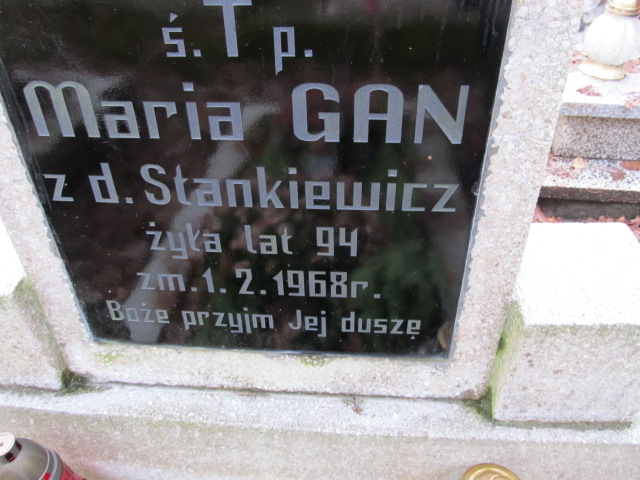 ś. p.
Maria GAN
z d. Stankiewicz
żyła lat 94
zm. 1. 2. 1968 r.
Boże przyjm Jej duszę